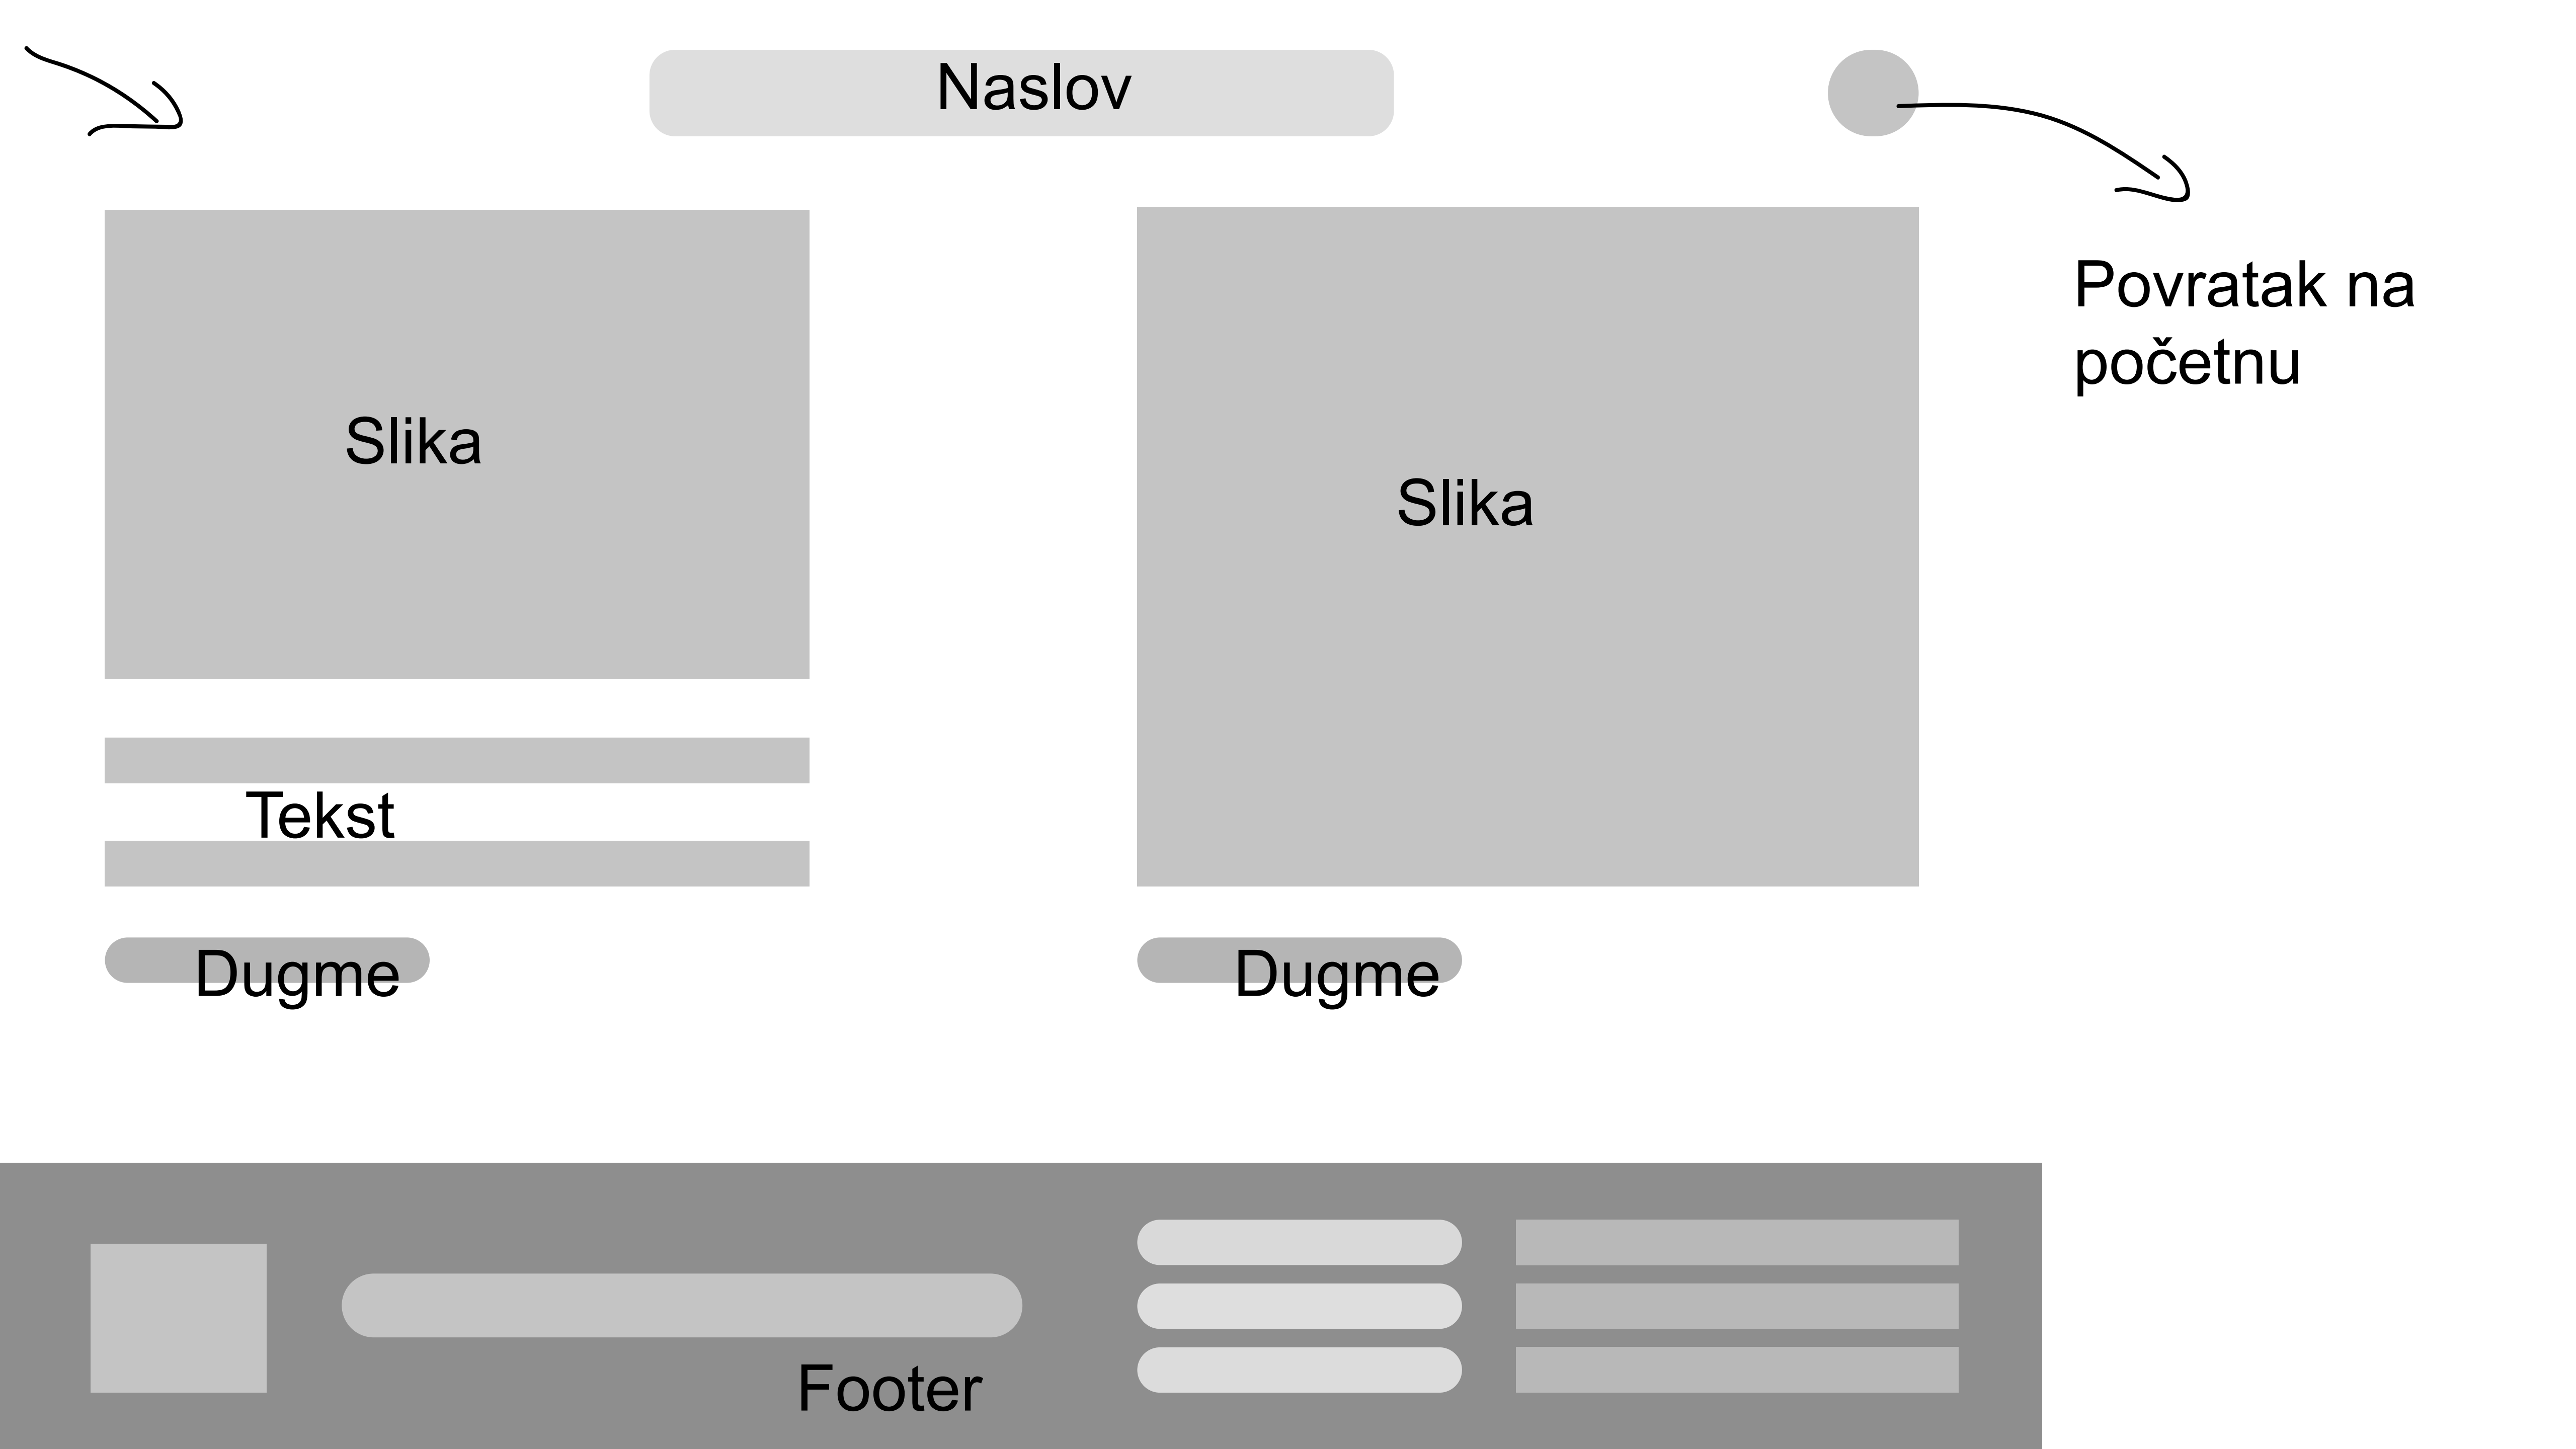 Naslov
Povratak na
početnu
Slika
Slika
Tekst
Dugme
Dugme
Footer